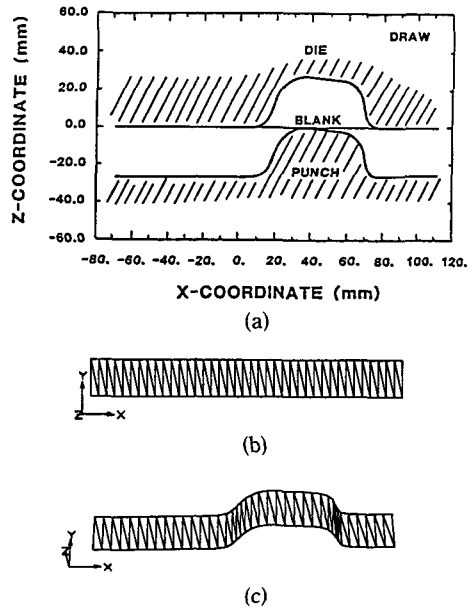 60.0
40.0
20.0
0.0
-20.0
-40.0
-60.0
Z-COORDINATE (mm)
DRAW
DIE
BLANK
PUNCH
-80. -60. -40. -20. 0. 20. 40. 60. 80. 100. 120.
X-COORDINATE (mm)
(a)
Y
Z X
(b)
Y
Z X
(c)